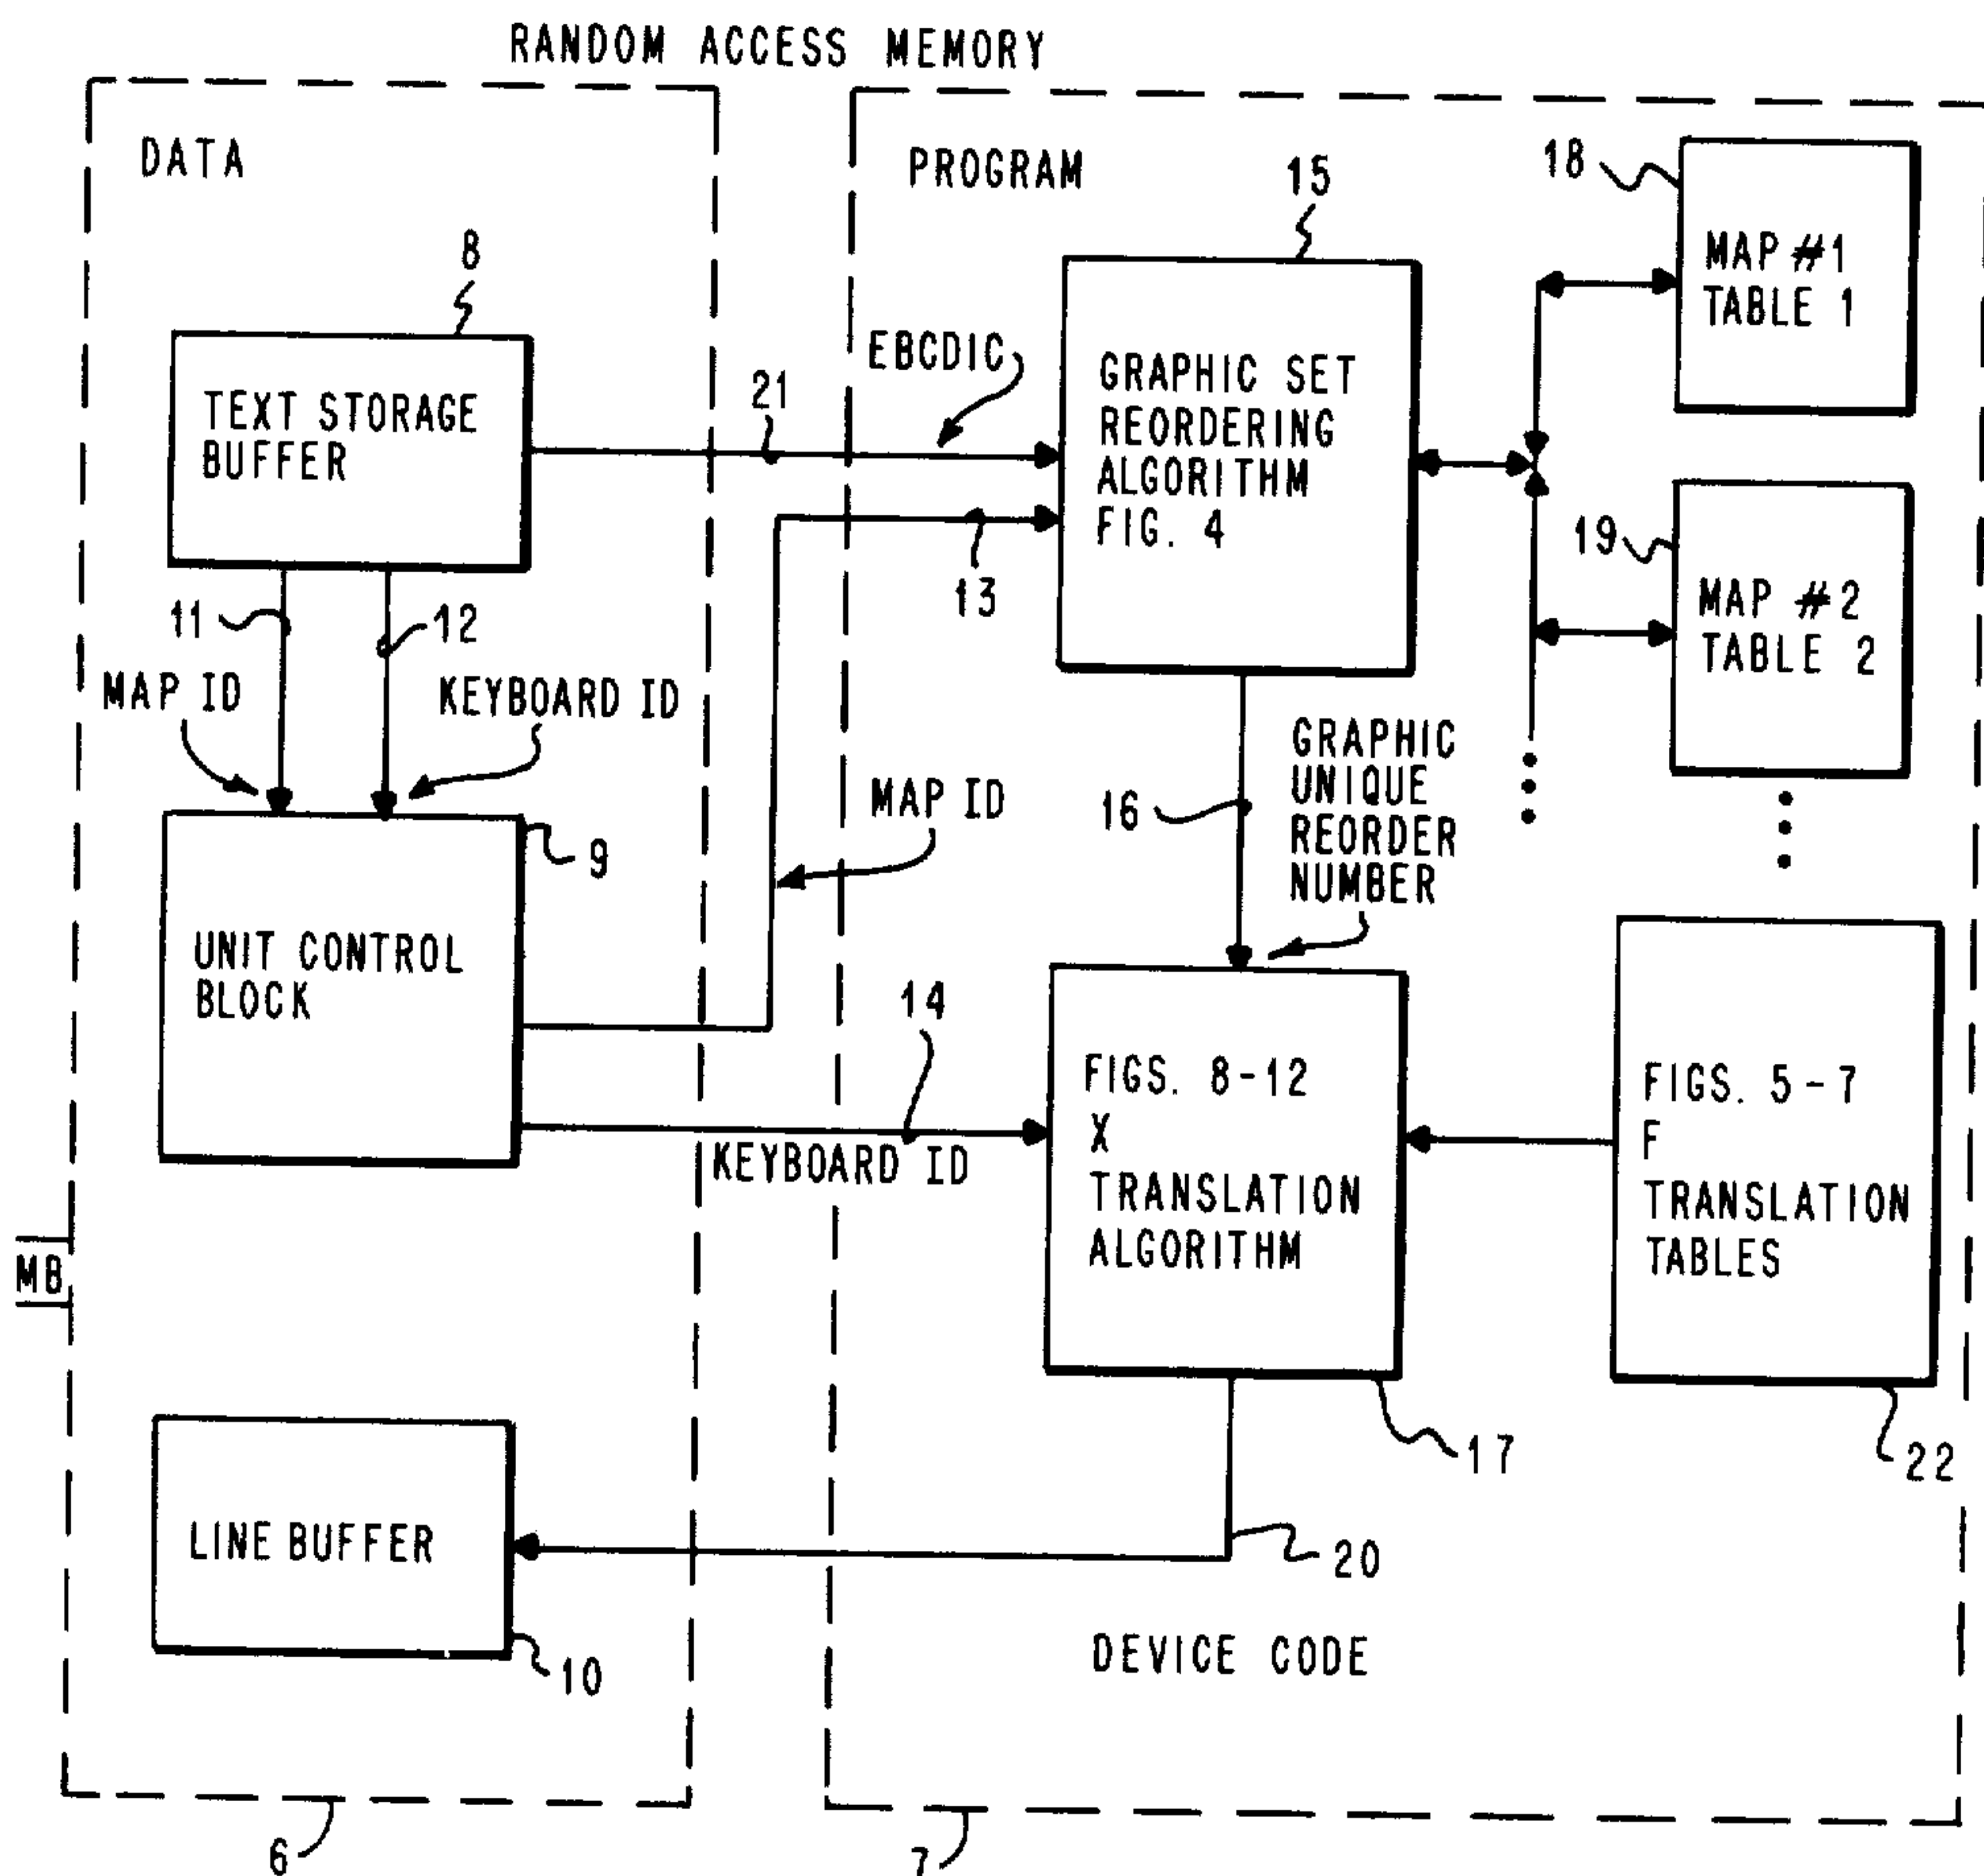 RANDOM ACCESS MEMORY
DATA
PROGRAM
8
TEXT STORAGE
BUFFER
21
EBCDIC
15
GRAPHIC SET
REORDERING
ALGORITHM
FIG. 4
13
18
MAP #1
TABLE 1
19
MAP #2
TABLE 2
11
12
MAP ID
KEYBOARD ID
9
UNIT CONTROL
BLOCK
MAP ID
16
GRAPHIC
UNIQUE
REORDER
NUMBER
14
KEYBOARD ID
FIGS. 8-12
X
TRANSLATION
ALGORITHM
17
FIGS. 5-7
F
TRANSLATION
TABLES
22
MB
LINE BUFFER
10
20
DEVICE CODE
6
7